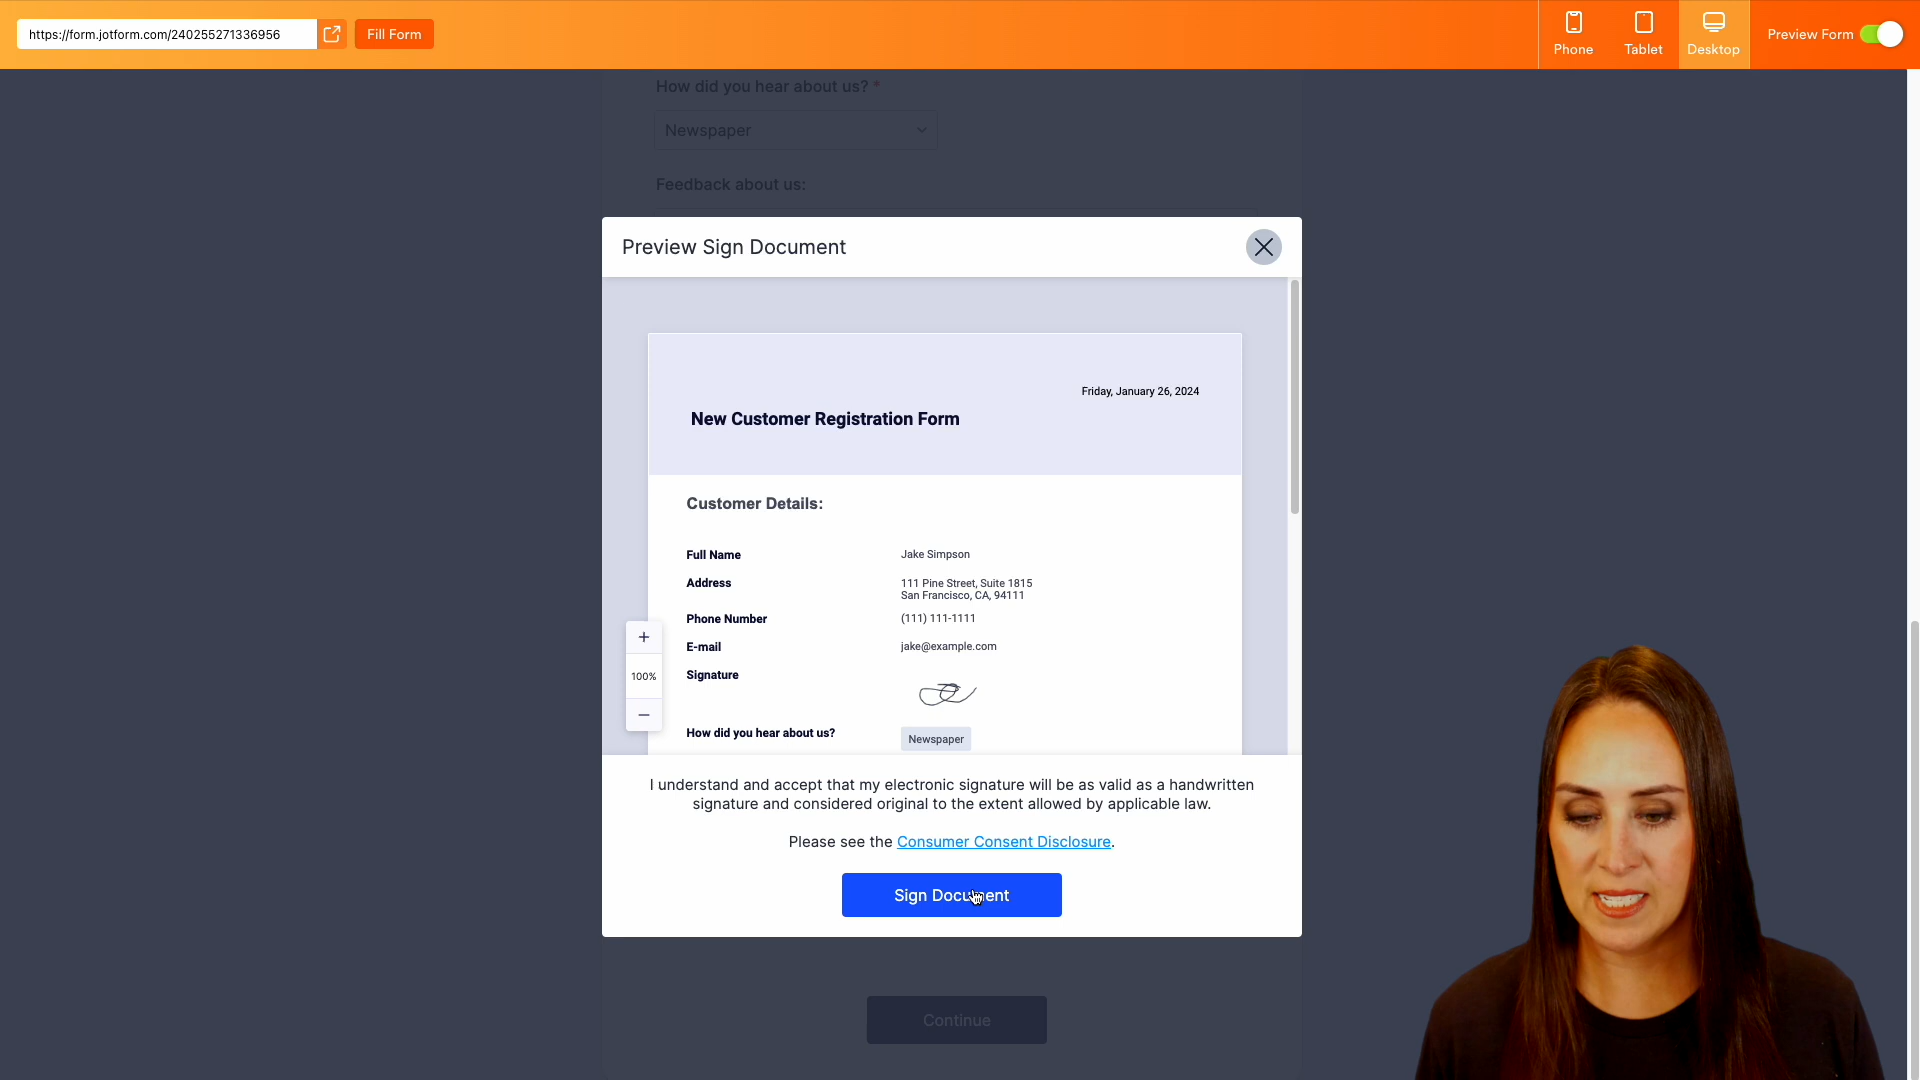 https://form.jotform.com/240255271336956
Fill Form
Phone
Tablet
Desktop
Preview Form
How did you hear about us? *
Newspaper
Feedback about us:
Preview Sign Document
Friday, January 26, 2024
New Customer Registration Form
Customer Details:
Full Name
Jake Simpson
Address
111 Pine Street, Suite 1815
San Francisco, CA, 94111
Phone Number
(111) 111-1111
E-mail
jake@example.com
Signature
How did you hear about us?
Newspaper
+
100%
−
I understand and accept that my electronic signature will be as valid as a handwritten
signature and considered original to the extent allowed by applicable law.
Please see the Consumer Consent Disclosure.
Sign Document
Continue